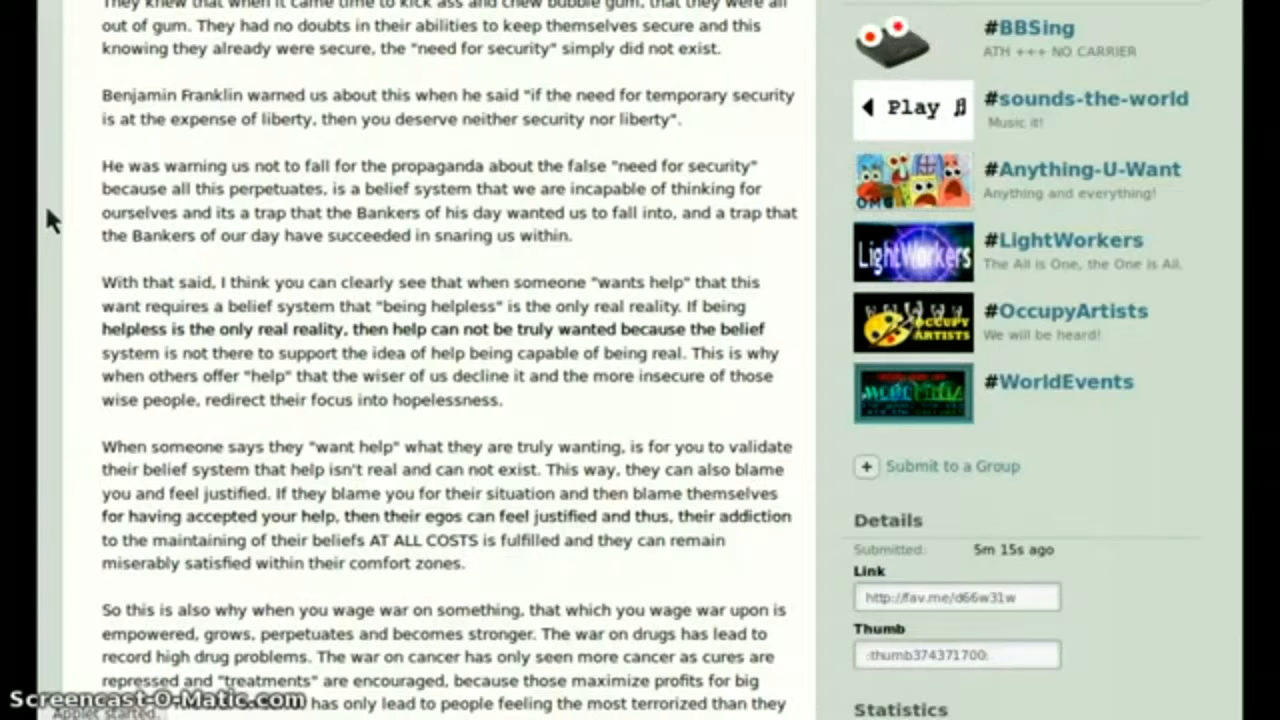 They knew that when it came time to kick ass and chew bubble gum, that they were all
out of gum. They had no doubts in their abilities to keep themselves secure and this
knowing they already were secure, the "need for security" simply did not exist.
Benjamin Franklin warned us about this when he said "if the need for temporary security
is at the expense of liberty, then you deserve neither security nor liberty".
He was warning us not to fall for the propaganda about the false "need for security"
because all this perpetuates, is a belief system that we are incapable of thinking for
ourselves and its a trap that the Bankers of his day wanted us to fall into, and a trap that
the Bankers of our day have succeeded in snaring us within.
With that said, I think you can clearly see that when someone "wants help" that this
want requires a belief system that "being helpless" is the only real reality. If being
helpless is the only real reality, then help can not be truly wanted because the belief
system is not there to support the idea of help being capable of being real. This is why
when others offer "help" that the wiser of us decline it and the more insecure of those
wise people, redirect their focus into hopelessness.
When someone says they "want help" what they are truly wanting, is for you to validate
their belief system that help isn't real and can not exist. This way, they can also blame
you and feel justified. If they blame you for their situation and then blame themselves
for having accepted your help, then their egos can feel justified and thus, their addiction
to the maintaining of their beliefs AT ALL COSTS is fulfilled and they can remain
miserably satisfied within their comfort zones.
So this is also why when you wage war on something, that which you wage war upon is
empowered, grows, perpetuates and becomes stronger. The war on drugs has lead to
record high drug problems. The war on cancer has only seen more cancer as cures are
repressed and "treatments" are encouraged, because those maximize profits for big
has only lead to people feeling the most terrorized than they
Screencast-O-Matic.com
Applet started.
#BBSing
ATH +++ NO CARRIER
Play
#sounds-the-world
Music it!
OMG
#Anything-U-Want
Anything and everything!
LightWorkers
#LightWorkers
The All is One, the One is All.
OCCUPY
ARTISTS
#OccupyArtists
We will be heard!
#WorldEvents
+ Submit to a Group
Details
Submitted: 5m 15s ago
Link
http://fav.me/d66w31w
Thumb
:thumb374371700:
Statistics